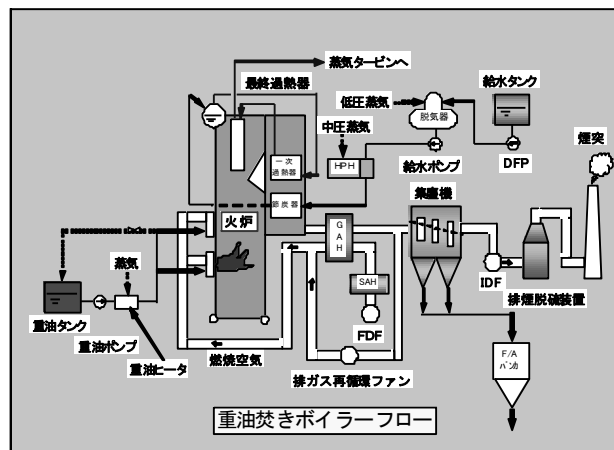 蒸気タービンへ
最終過熱器
低圧蒸気
給水タンク
脱気器
中圧蒸気
煙突
一次
過熱器
HPH
給水ポンプ
DFP
節炭器
集塵機
火炉
GAH
蒸気
SAH
IDF
排煙脱硫装置
重油タンク
FDF
重油ポンプ
燃焼空気
重油ヒータ
排ガス再循環ファン
F/A
バンカ
重油焚きボイラーフロー